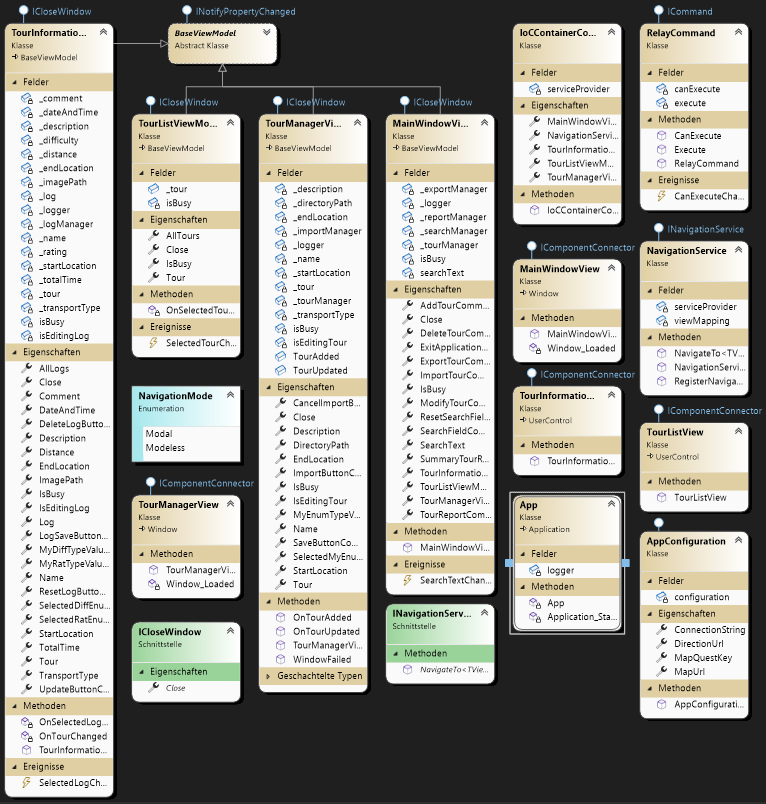 ICloseWindow
TourInformatio...
Klasse
BaseViewModel
Felder
_comment
_dateAndTime
_description
_difficulty
_distance
_endLocation
_imagePath
_log
_logger
_logManager
_name
_rating
_startLocation
_totalTime
_tour
_transportType
isBusy
isEditingLog
Eigenschaften
AllLogs
Close
Comment
DateAndTime
DeleteLogButto...
Description
Distance
EndLocation
ImagePath
IsBusy
IsEditingLog
Log
LogSaveButton...
MyDiffTypeValu...
MyRatTypeValu...
Name
ResetLogButto...
SelectedDiffEnu...
SelectedRatEnu...
StartLocation
TotalTime
Tour
TransportType
UpdateButtonC...
Methoden
OnSelectedLog...
OnTourChanged
TourInformatio...
Ereignisse
SelectedLogCh...
INotifyPropertyChanged
BaseViewModel
Abstract Klasse
ICloseWindow
TourListViewMo...
Klasse
BaseViewModel
Felder
_tour
isBusy
Eigenschaften
AllTours
Close
IsBusy
Tour
Methoden
OnSelectedTou...
Ereignisse
SelectedTourCh...
NavigationMode
Enumeration
Modal
Modeless
IComponentConnector
TourManagerView
Klasse
Window
Methoden
TourManagerVi...
Window_Loaded
ICloseWindow
Schnittstelle
Eigenschaften
Close
ICloseWindow
TourManagerVi...
Klasse
BaseViewModel
Felder
_description
_directoryPath
_endLocation
_importManager
_logger
_name
_startLocation
_tour
_tourManager
_transportType
isBusy
isEditingTour
TourAdded
TourUpdated
Eigenschaften
CancelImportB...
Close
Description
DirectoryPath
EndLocation
ImportButtonC...
IsBusy
IsEditingTour
MyEnumTypeV...
Name
SaveButtonCo...
SelectedMyEnu...
StartLocation
Tour
Methoden
OnTourAdded
OnTourUpdated
TourManagerVi...
WindowFailed
Geschachtelte Typen
ICloseWindow
MainWindowVi...
Klasse
BaseViewModel
Felder
_exportManager
_logger
_reportManager
_searchManager
_tourManager
isBusy
searchText
Eigenschaften
AddTourComm...
Close
DeleteTourCom...
ExitApplication...
ExportTourCom...
ImportTourCo...
IsBusy
ModifyTourCo...
ResetSearchFiel...
SearchFieldCo...
SearchText
SummaryTourR...
TourInformatio...
TourListViewM...
TourManagerVi...
TourReportCom...
Methoden
MainWindowVi...
Ereignisse
SearchTextChan...
INavigationServ...
Schnittstelle
Methoden
NavigateTo<TView...
IoCContainerCo...
Klasse
Felder
serviceProvider
Eigenschaften
MainWindowVi...
NavigationServi...
TourInformatio...
TourListViewM...
TourManagerVi...
Methoden
IoCContainerCo...
IComponentConnector
MainWindowView
Klasse
Window
Methoden
MainWindowVi...
Window_Loaded
IComponentConnector
TourInformatio...
Klasse
UserControl
Methoden
TourInformatio...
App
Klasse
Application
Felder
logger
Methoden
App
Application_Sta...
ICommand
RelayCommand
Klasse
Felder
canExecute
execute
Methoden
CanExecute
Execute
RelayCommand
Ereignisse
CanExecuteCha...
INavigationService
NavigationService
Klasse
Felder
serviceProvider
viewMapping
Methoden
NavigateTo<TV...
NavigationServi...
RegisterNaviga...
IComponentConnector
TourListView
Klasse
UserControl
Methoden
TourListView
AppConfiguration
Klasse
Felder
configuration
Eigenschaften
ConnectionString
DirectionUrl
MapQuestKey
MapUrl
Methoden
AppConfigurati...